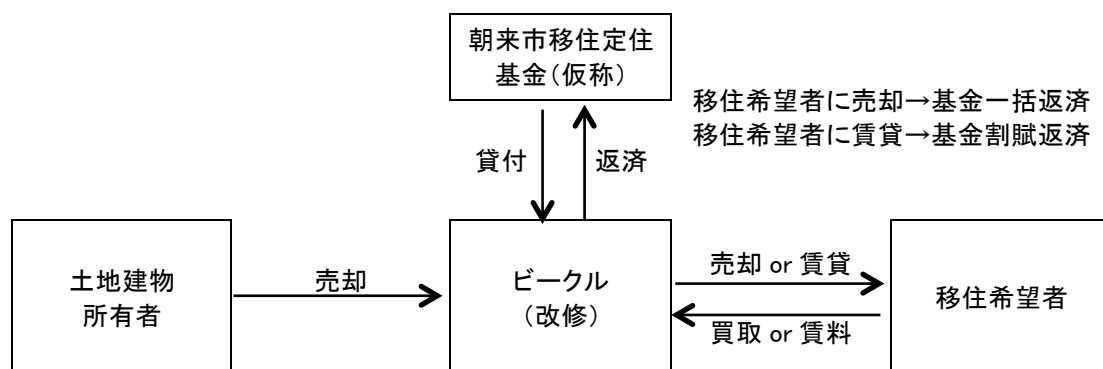 朝来市移住定住
基金（仮称）
移住希望者に売却→基金一括返済
移住希望者に賃貸→基金割賦返済
貸付
返済
土地建物
所有者
売却
ビークル
（改修）
売却 or 賃貸
買取 or 賃料
移住希望者